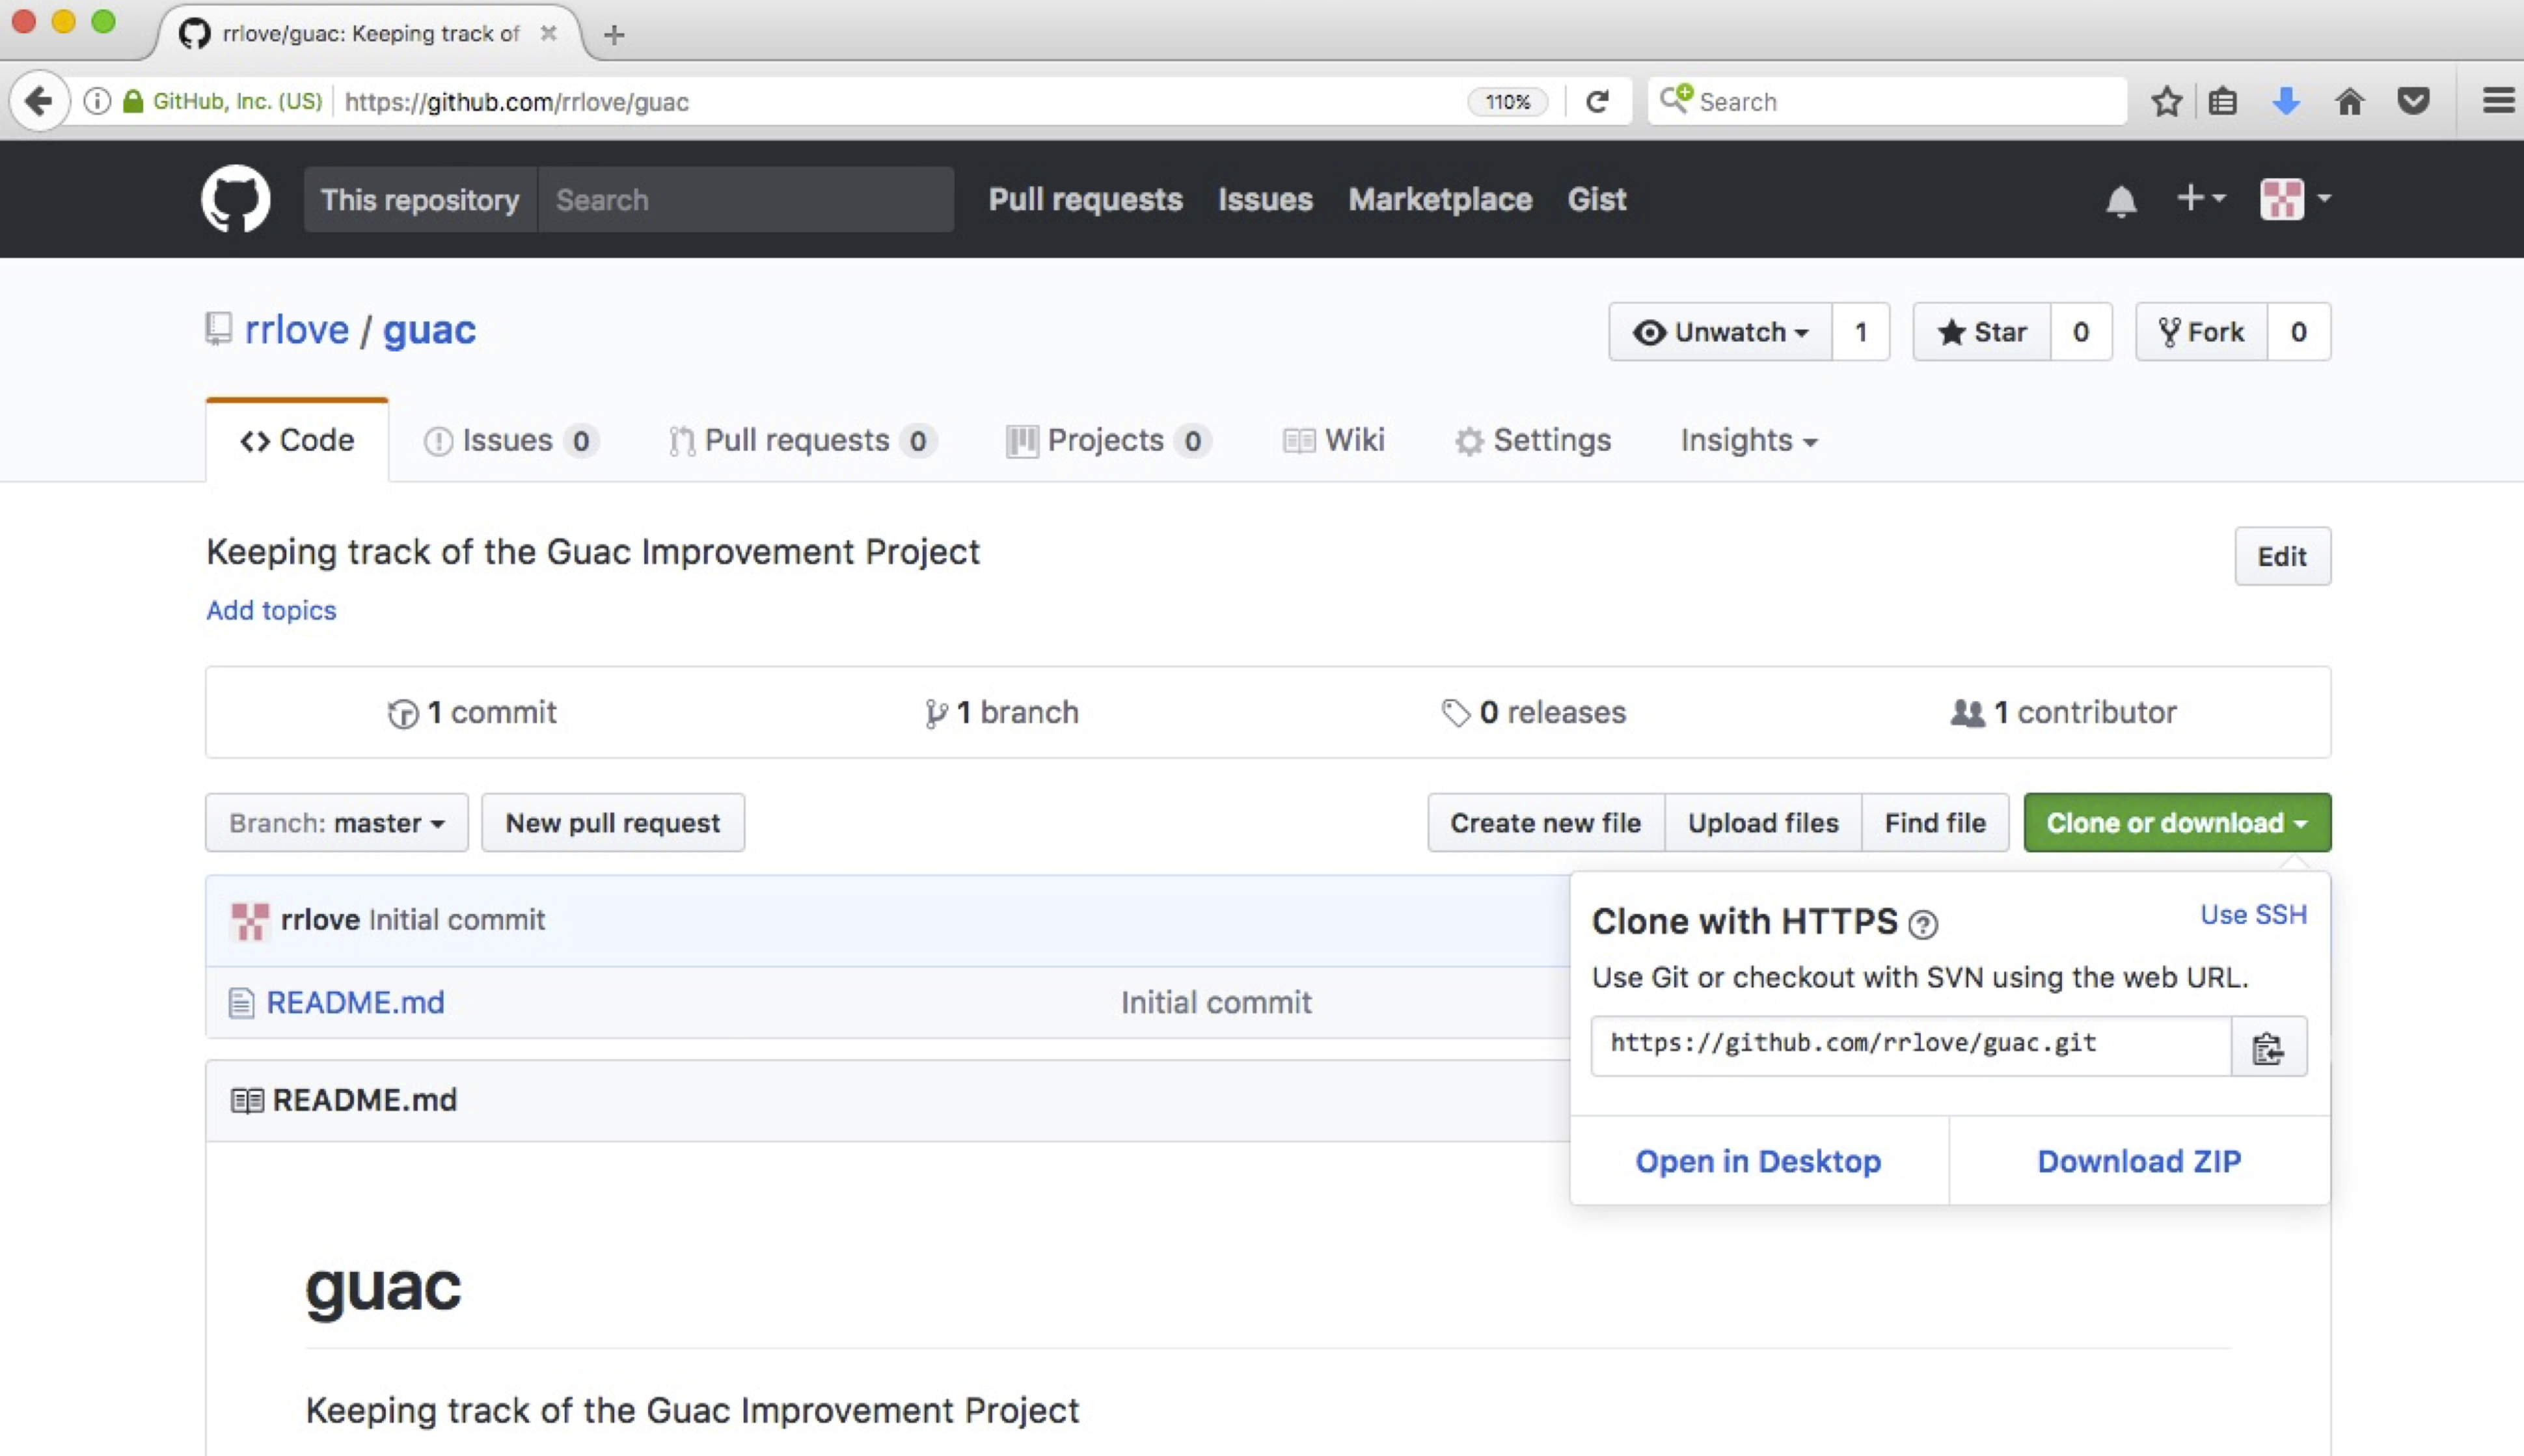 rrlove/guac: Keeping track of
GitHub, Inc. (US) https://github.com/rrlove/guac 110% Search
This repository Search Pull requests Issues Marketplace Gist
rrlove / guac Unwatch 1 Star 0 Fork 0
Code Issues 0 Pull requests 0 Projects 0 Wiki Settings Insights
Keeping track of the Guac Improvement Project Edit
Add topics
1 commit 1 branch 0 releases 1 contributor
Branch: master New pull request Create new file Upload files Find file Clone or download
rrlove Initial commit
README.md Initial commit
Clone with HTTPS Use SSH
Use Git or checkout with SVN using the web URL.
https://github.com/rrlove/guac.git
Open in Desktop Download ZIP
README.md
guac
Keeping track of the Guac Improvement Project